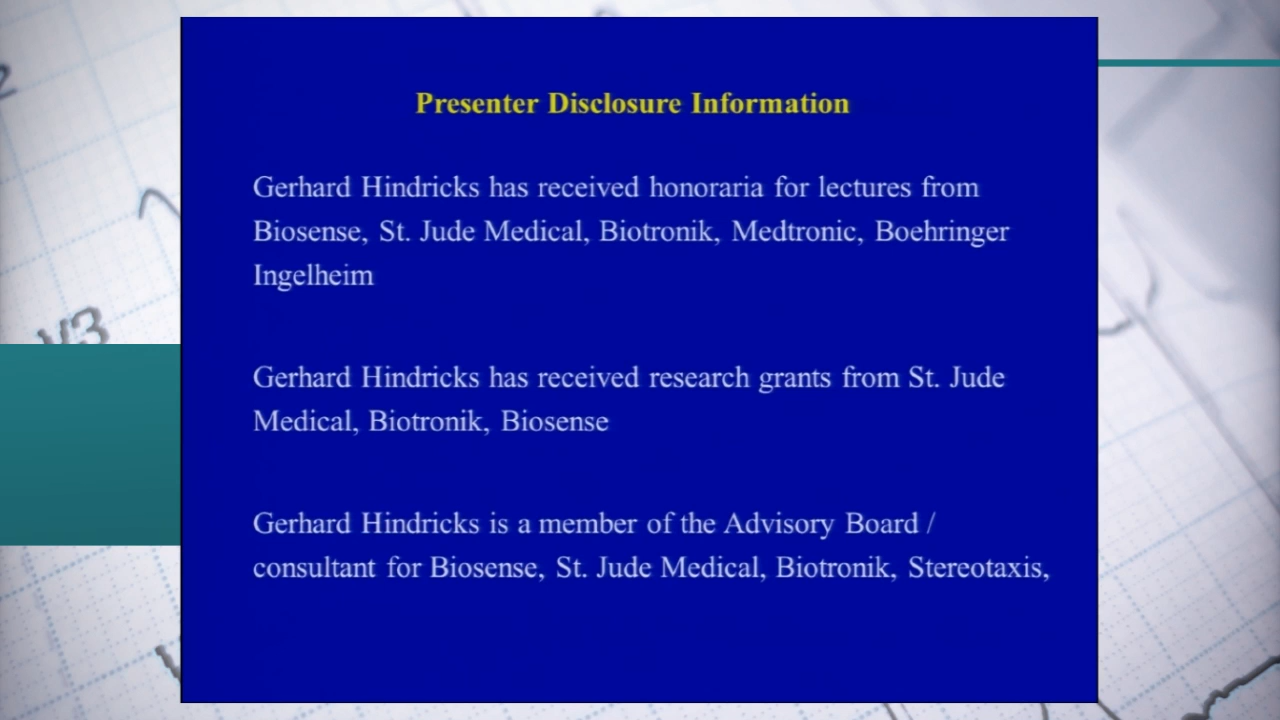 2
V3
Presenter Disclosure Information
Gerhard Hindricks has received honoraria for lectures from
Biosense, St. Jude Medical, Biotronik, Medtronic, Boehringer
Ingelheim
Gerhard Hindricks has received research grants from St. Jude
Medical, Biotronik, Biosense
Gerhard Hindricks is a member of the Advisory Board /
consultant for Biosense, St. Jude Medical, Biotronik, Stereotaxis,